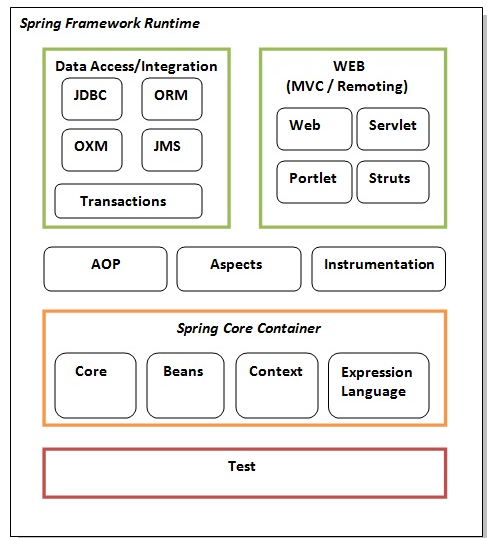 Spring Framework Runtime
Data Access/Integration
JDBC
ORM
OXM
JMS
Transactions
WEB
(MVC / Remoting)
Web
Servlet
Portlet
Struts
AOP
Aspects
Instrumentation
Spring Core Container
Core
Beans
Context
Expression
Language
Test